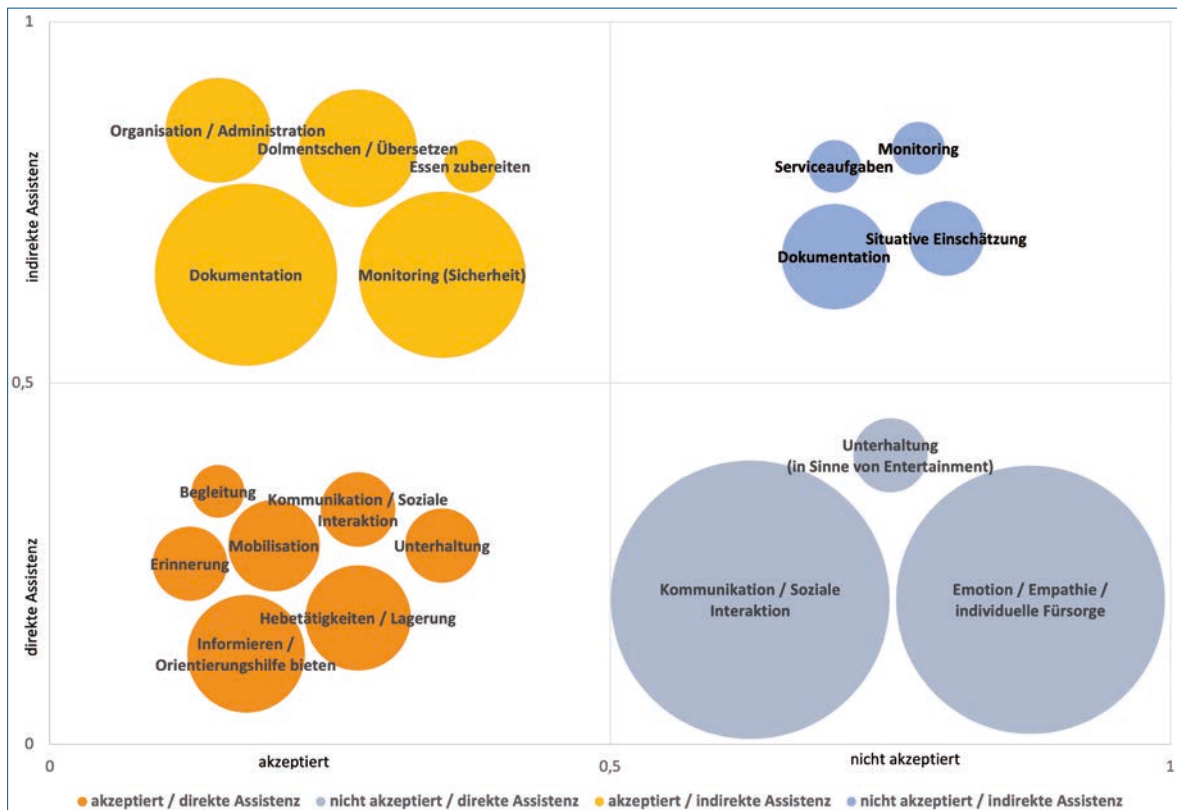 1
indirekte Assistenz
Organisation / Administration
Dolmentschen / Übersetzen
Essen zubereiten
Dokumentation
Monitoring (Sicherheit)
Monitoring
Serviceaufgaben
Situative Einschätzung
Dokumentation
0,5
direkte Assistenz
Begleitung
Kommunikation / Soziale
Interaktion
Mobilisation
Unterhaltung
Erinnerung
Hebetätigkeiten / Lagerung
Informieren /
Orientierungshilfe bieten
Unterhaltung
(in Sinne von Entertainment)
Kommunikation / Soziale
Interaktion
Emotion / Empathie /
individuelle Fürsorge
0
0
akzeptiert
0,5
nicht akzeptiert
1
akzeptiert / direkte Assistenz
nicht akzeptiert / direkte Assistenz
akzeptiert / indirekte Assistenz
nicht akzeptiert / indirekte Assistenz